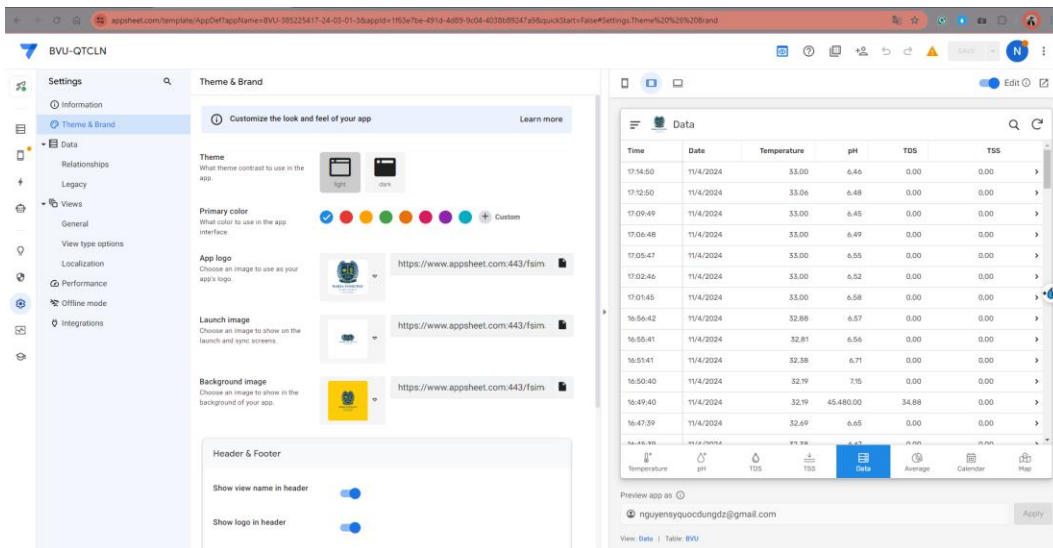 appsheet.com/template/AppDef?appName=BVU-385225417-24-03-01-3&appId=1f63e7be-491d-4d89-9c04-4038b89247a9&quickStart=False#Settings.Theme%20%26%20Brand
BVU-QTCLN
SAVE
N
Settings
Information
Theme & Brand
Data
Relationships
Legacy
Views
General
View type options
Localization
Performance
Offline mode
Integrations
Theme & Brand
Customize the look and feel of your app
Learn more
Theme
What theme contrast to use in the
app.
light
dark
Primary color
What color to use in the app
interface.
Custom
App logo
Choose an image to use as your
app's logo.
https://www.appsheet.com:443/fsim
Launch image
Choose an image to show on the
launch and sync screens.
https://www.appsheet.com:443/fsim
Background image
Choose an image to show in the
background of your app.
https://www.appsheet.com:443/fsim
Header & Footer
Show view name in header
Show logo in header
Edit
Data
Time Date Temperature pH TDS TSS
17:14:50 11/4/2024 33,00 6,46 0,00 0,00
17:12:50 11/4/2024 33,06 6,48 0,00 0,00
17:09:49 11/4/2024 33,00 6,45 0,00 0,00
17:06:48 11/4/2024 33,00 6,49 0,00 0,00
17:05:47 11/4/2024 33,00 6,55 0,00 0,00
17:02:46 11/4/2024 33,00 6,52 0,00 0,00
17:01:45 11/4/2024 33,00 6,58 0,00 0,00
16:56:42 11/4/2024 32,88 6,57 0,00 0,00
16:55:41 11/4/2024 32,81 6,56 0,00 0,00
16:51:41 11/4/2024 32,38 6,71 0,00 0,00
16:50:40 11/4/2024 32,19 7,15 0,00 0,00
16:49:40 11/4/2024 32,19 45.480,00 34,88 0,00
16:47:39 11/4/2024 32,69 6,65 0,00 0,00
Temperature pH TDS TSS Data Average Calendar Map
Preview app as
nguyensyquocdungdz@gmail.com
Apply
View: Data | Table: BVU